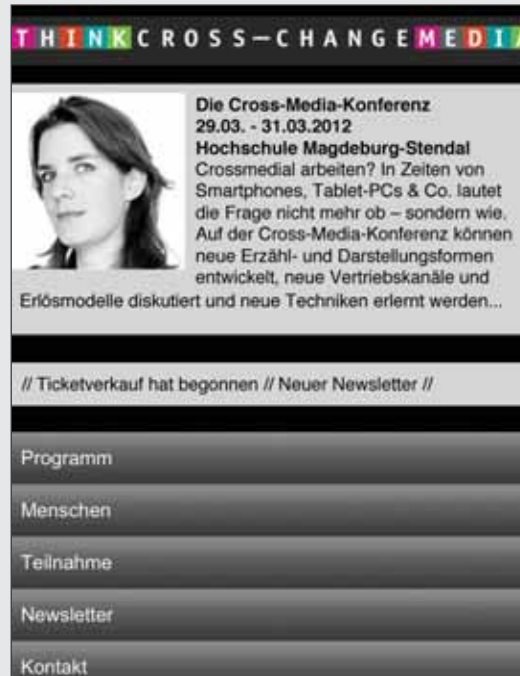 THINKCROSS—CHANGEMEDIA
Die Cross-Media-Konferenz
29.03. - 31.03.2012
Hochschule Magdeburg-Stendal
Crossmedial arbeiten? In Zeiten von
Smartphones, Tablet-PCs & Co. lautet
die Frage nicht mehr ob – sondern wie.
Auf der Cross-Media-Konferenz können
neue Erzähl- und Darstellungsformen
entwickelt, neue Vertriebskanäle und
Erlösmodelle diskutiert und neue Techniken erlernt werden...
// Ticketverkauf hat begonnen // Neuer Newsletter //
Programm
Menschen
Teilnahme
Newsletter
Kontakt